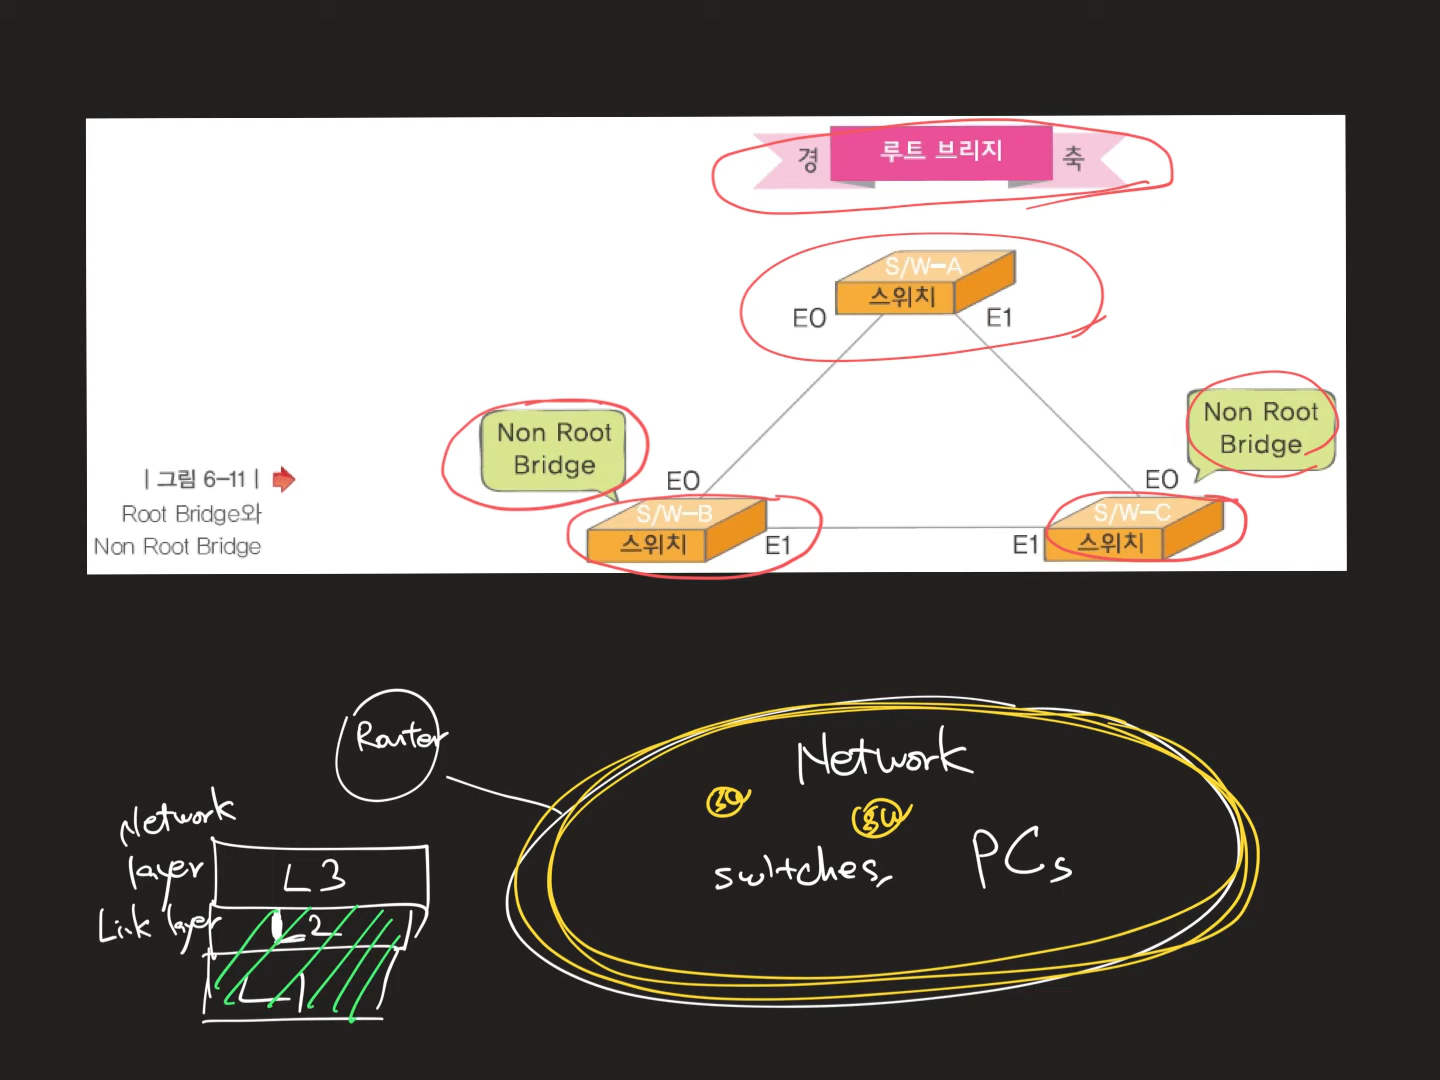 경 루트 브리지 축
S/W-A
스위치
E0 E1
Non Root
Bridge
Non Root
Bridge
E0
E0
S/W-B
스위치
E1
E1
S/W-C
스위치
| 그림 6-11 |
Root Bridge와
Non Root Bridge
Router
Network
sw
switches,
PCs
Network
layer
L3
Link layer
L2
L1